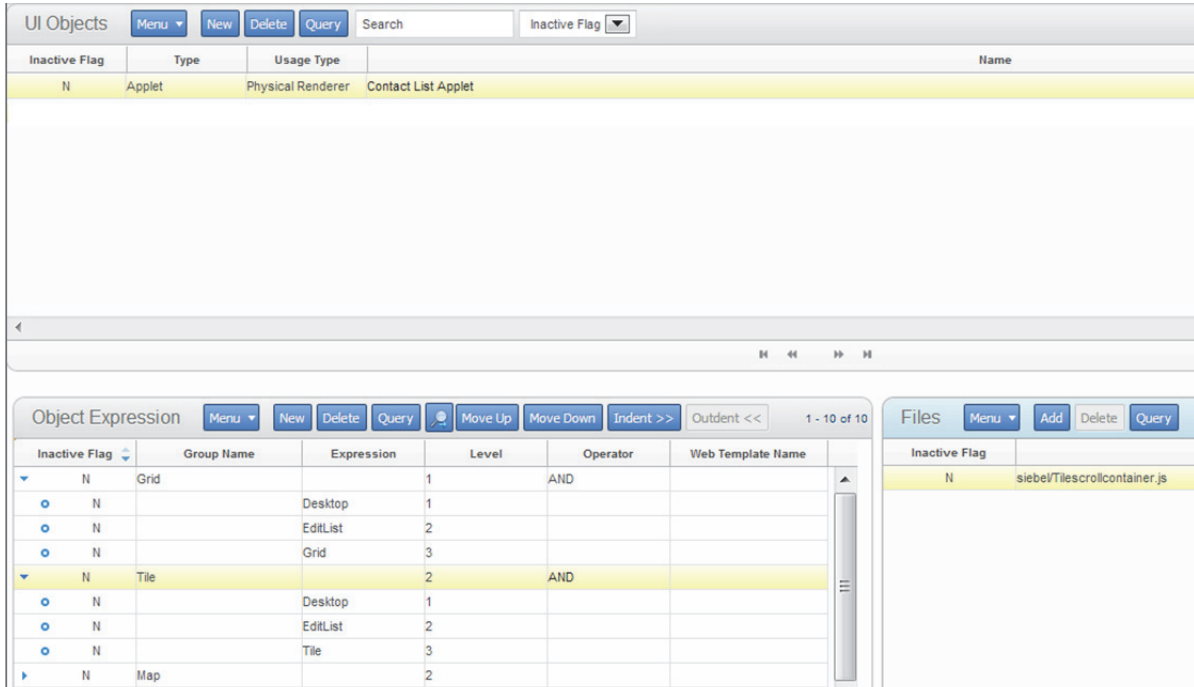 UI Objects Menu New Delete Query Search Inactive Flag
Inactive Flag Type Usage Type Name
N Applet Physical Renderer Contact List Applet
Object Expression Menu New Delete Query Move Up Move Down Indent >> Outdent << 1 - 10 of 10
Inactive Flag Group Name Expression Level Operator Web Template Name
N Grid 1 AND
N Desktop 1
N EditList 2
N Grid 3
N Tile 2 AND
N Desktop 1
N EditList 2
N Tile 3
N Map 2
Files Menu Add Delete Query
Inactive Flag
N siebel/Tilescrollcontainer.js